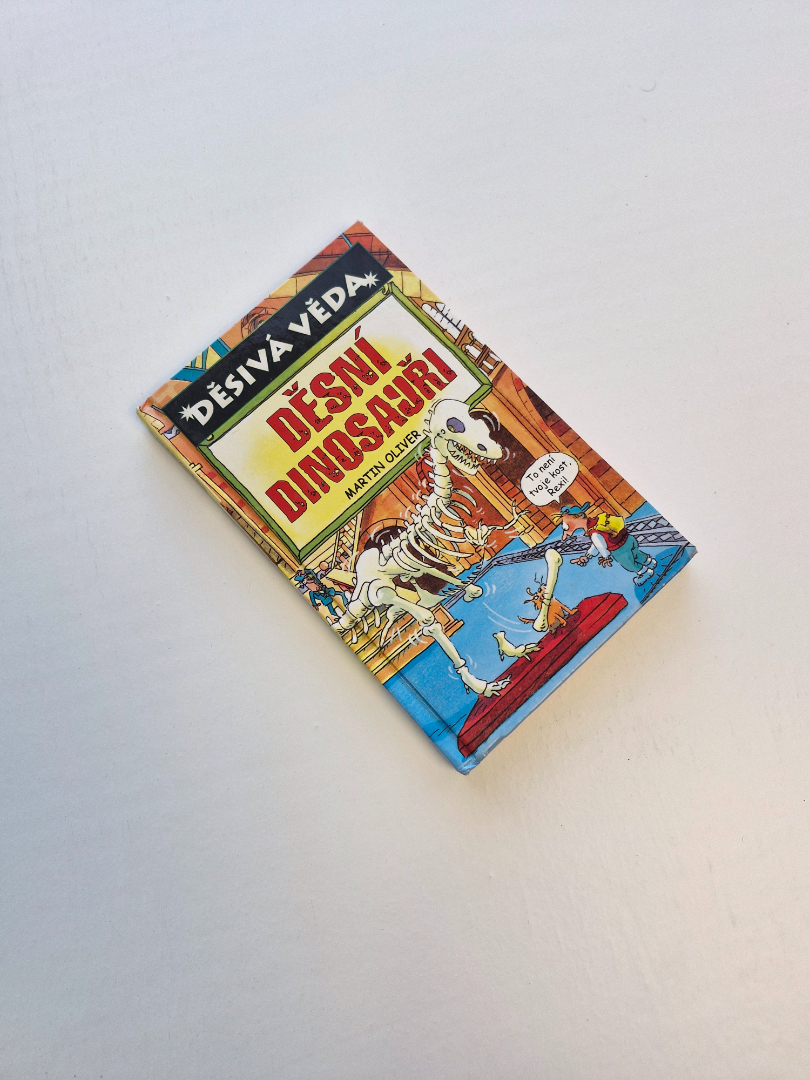 DĚSIVÁ VĚDA
DĚSNÍ
DINOSAUŘI
MARTIN OLIVER
To není
tvoje kost,
Rexi!